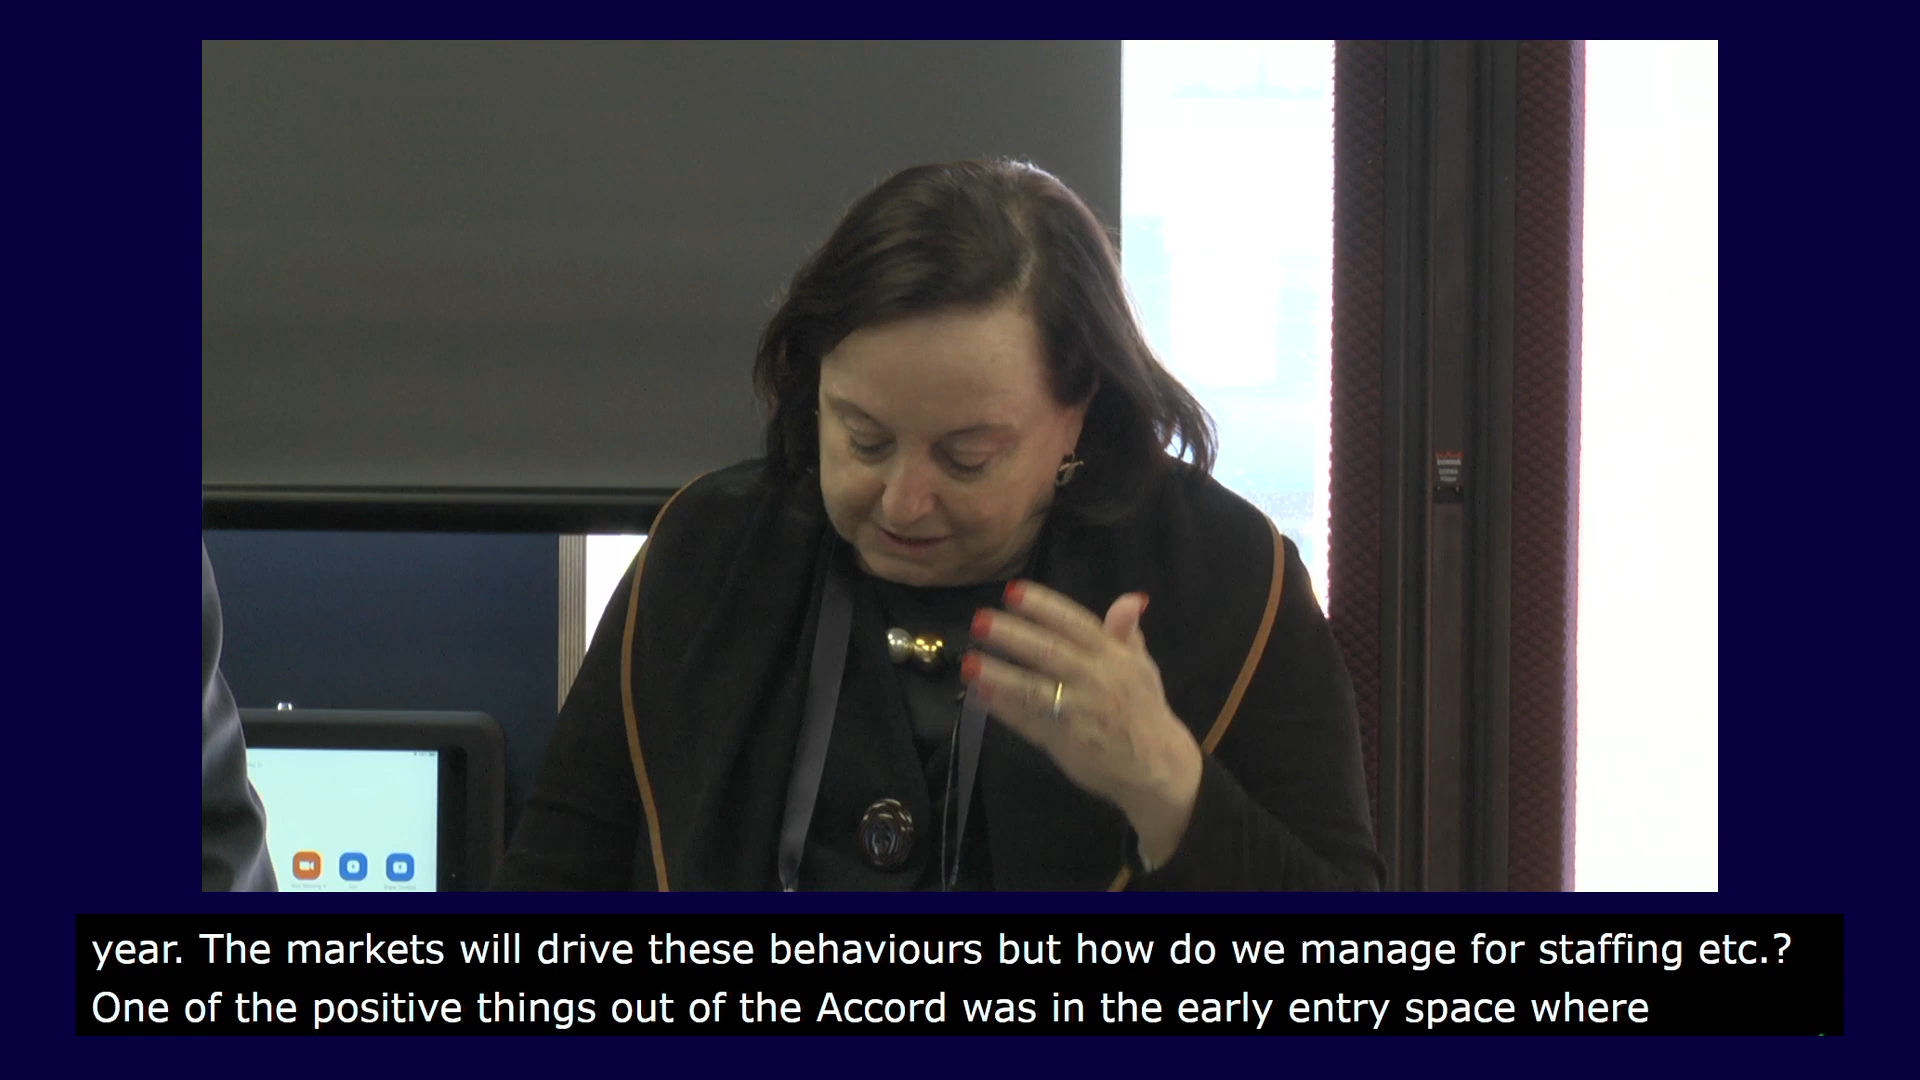 year. The markets will drive these behaviours but how do we manage for staffing etc.?
One of the positive things out of the Accord was in the early entry space where